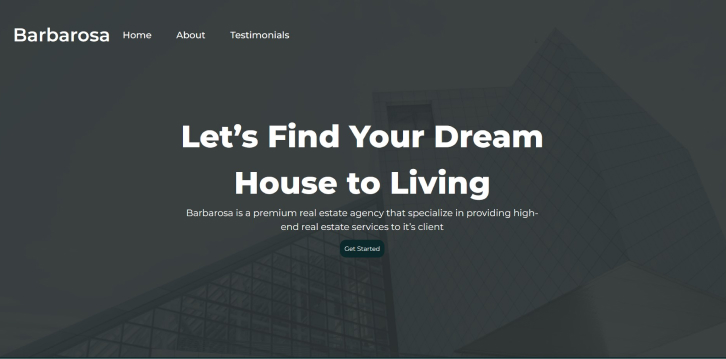 Barbarosa Home About Testimonials
Let’s Find Your Dream
House to Living
Barbarosa is a premium real estate agency that specialize in providing high-
end real estate services to it’s client
Get Started